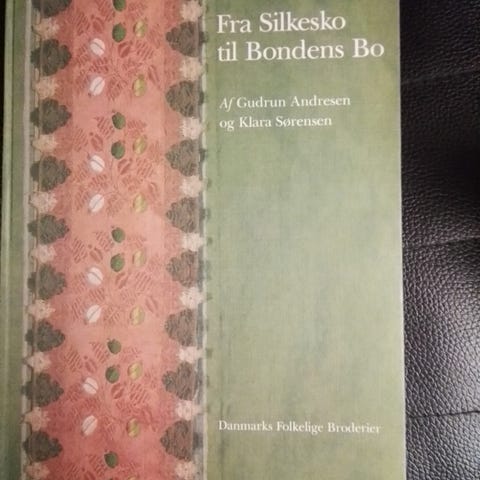 Fra Silkesko
til Bondens Bo
Af Gudrun Andresen
og Klara Sørensen
Danmarks Folkelige Broderier